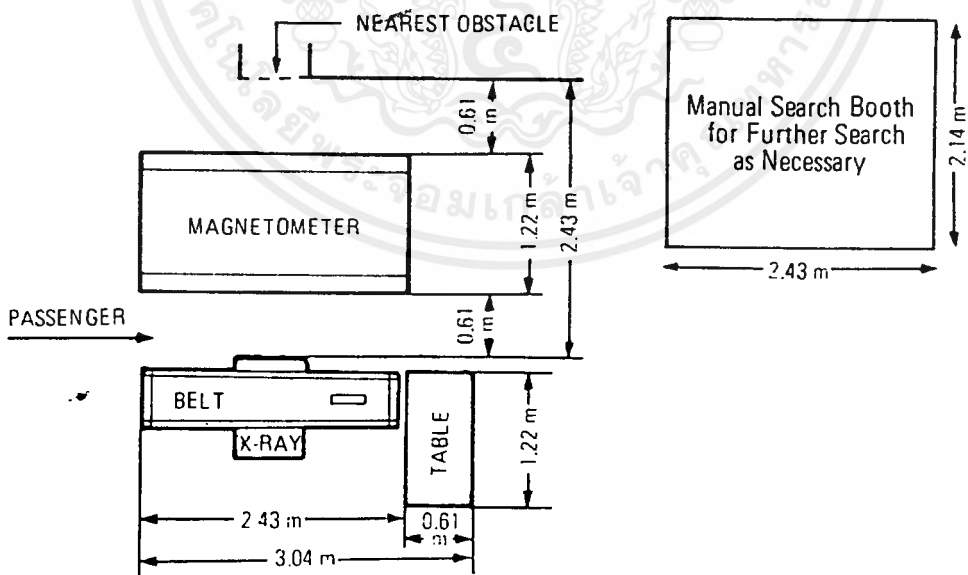 NEAREST OBSTACLE
0.61
m
Manual Search Booth
for Further Search
as Necessary
2.14 m
MAGNETOMETER
1.22 m
2.43 m
2.43 m
PASSENGER
0.61
m
BELT
X-RAY
TABLE
1.22 m
2.43 m
0.61
m
3.04 m